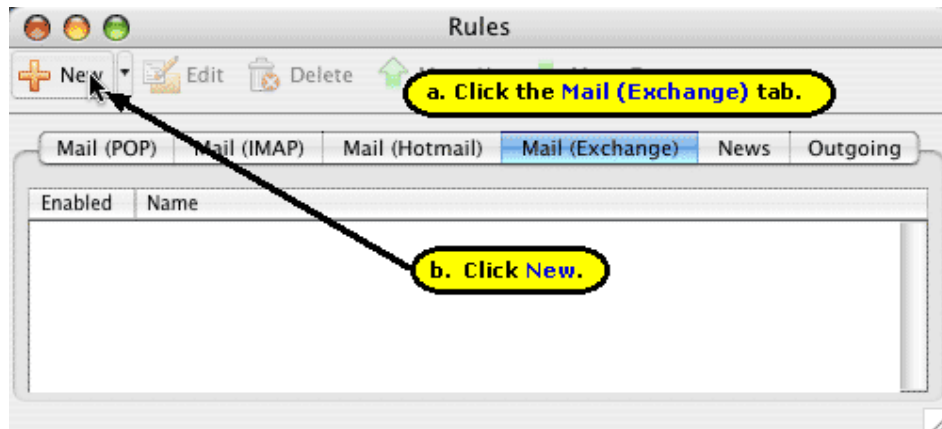 Rules
New Edit Delete
a. Click the Mail (Exchange) tab.
Mail (POP) Mail (IMAP) Mail (Hotmail) Mail (Exchange) News Outgoing
Enabled Name
b. Click New.